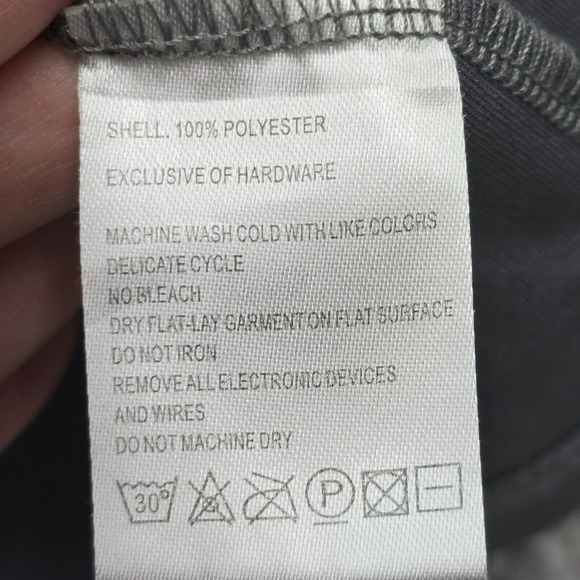 SHELL. 100% POLYESTER
EXCLUSIVE OF HARDWARE
MACHINE WASH COLD WITH LIKE COLORS
DELICATE CYCLE
NO BLEACH
DRY FLAT-LAY GARMENT ON FLAT SURFACE
DO NOT IRON
REMOVE ALL ELECTRONIC DEVICES
AND WIRES
DO NOT MACHINE DRY
30° P